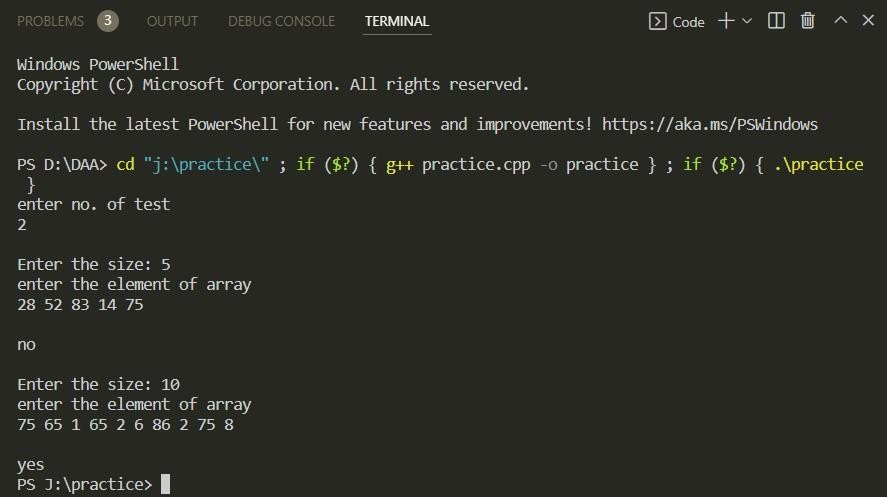 PROBLEMS 3 OUTPUT DEBUG CONSOLE TERMINAL Code
Windows PowerShell
Copyright (C) Microsoft Corporation. All rights reserved.
Install the latest PowerShell for new features and improvements! https://aka.ms/PSWindows
PS D:\DAA> cd "j:\practice\" ; if ($?) { g++ practice.cpp -o practice } ; if ($?) { .\practice
}
enter no. of test
2
Enter the size: 5
enter the element of array
28 52 83 14 75
no
Enter the size: 10
enter the element of array
75 65 1 65 2 6 86 2 75 8
yes
PS J:\practice>